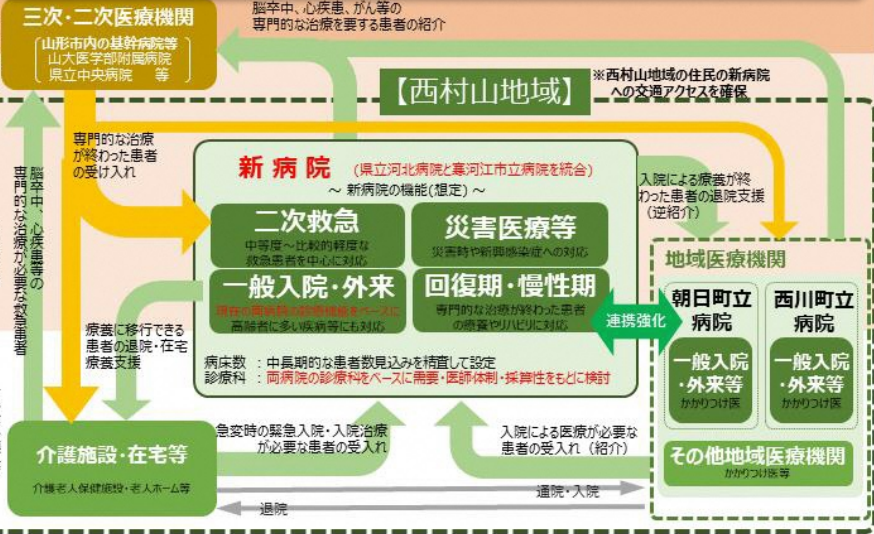 三次・二次医療機関
山形市内の基幹病院等
山大医学部附属病院
県立中央病院 等
脳卒中、心疾患、がん等の
専門的な治療を要する患者の紹介
【西村山地域】
※西村山地域の住民の新病院
への交通アクセスを確保
専門的な治療
が終わった患者
の受け入れ
脳卒中、心疾患等の
専門的な治療が必要な救急患者
新病院 (県立河北病院と寒河江市立病院を統合)
～ 新病院の機能(想定) ～
二次救急
中等度～比較的軽度な
救急患者を中心に対応
災害医療等
災害時や新興感染症への対応
一般入院・外来
現在の両病院の診療機能をベースに
高齢者に多い疾病等にも対応
回復期・慢性期
専門的な治療が終わった患者
の療養やリハビリに対応
病床数 ：中長期的な患者数見込みを精査して設定
診療科 ：両病院の診療科をベースに需要・医師体制・採算性をもとに検討
入院による療養が終
わった患者の退院支援
（逆紹介）
連携強化
地域医療機関
朝日町立
病院
一般入院
・外来等
かかりつけ医
西川町立
病院
一般入院
・外来等
かかりつけ医
その他地域医療機関
かかりつけ医等
療養に移行できる
患者の退院・在宅
療養支援
介護施設・在宅等
介護老人保健施設・老人ホーム等
急変時の緊急入院・入院治療
が必要な患者の受入れ
入院による医療が必要な
患者の受入れ（紹介）
通院・入院
退院